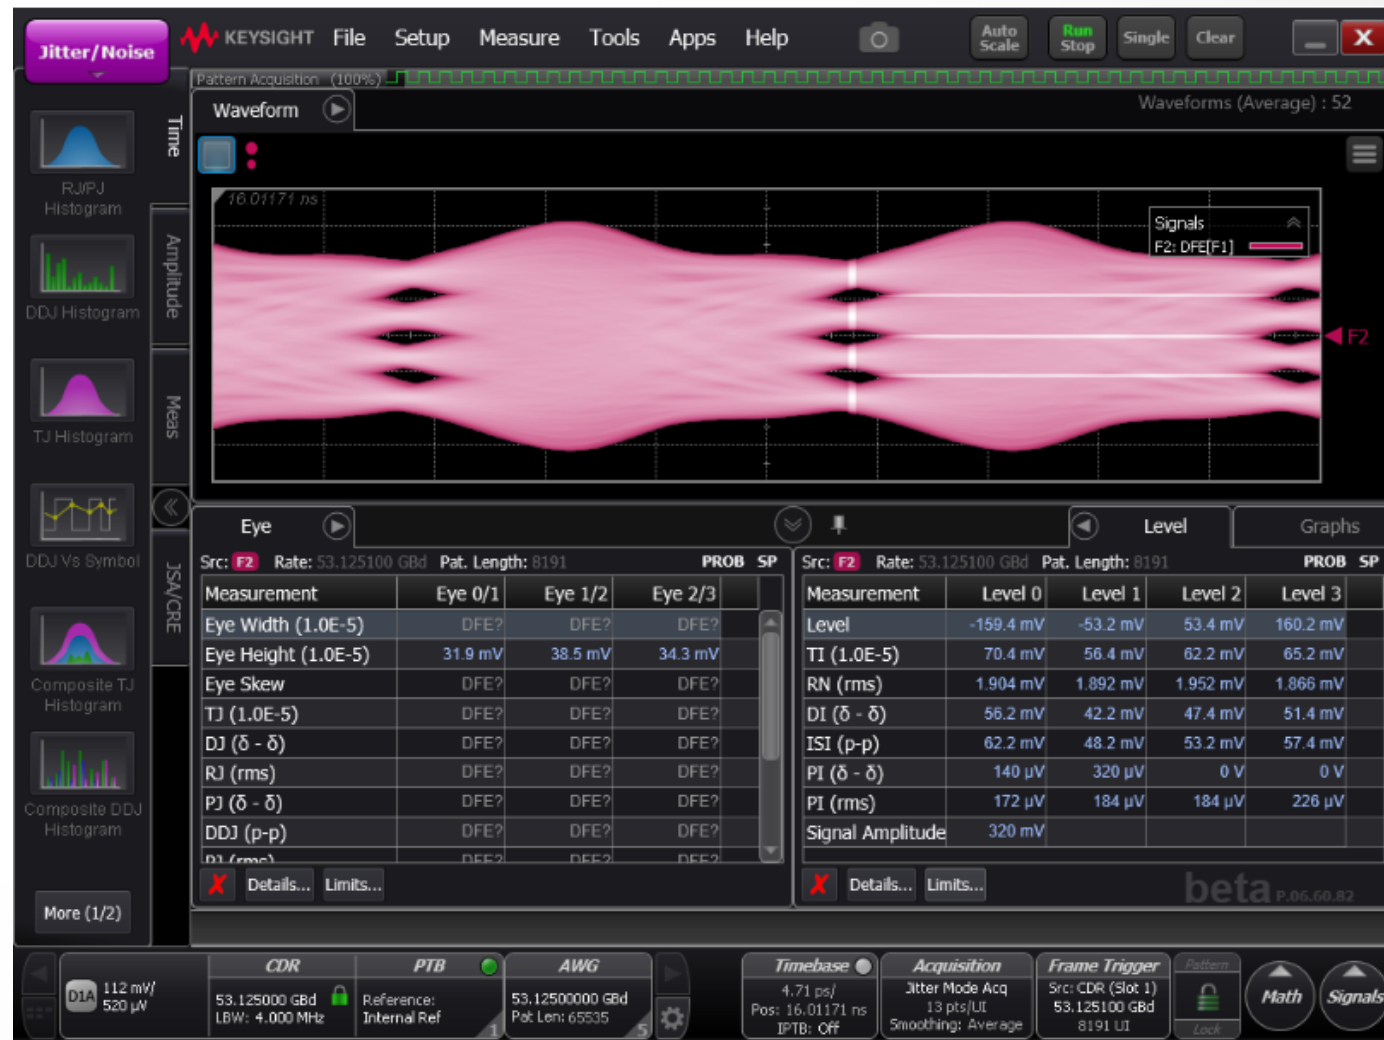 Jitter/Noise
KEYSIGHT File Setup Measure Tools Apps Help
Auto Scale
Run Stop
Single
Clear
X
Pattern Acquisition (100%)
Waveform
Waveforms (Average) : 52
Time
Amplitude
Meas
JSA/CRE
RJ/PJ
Histogram
DDJ Histogram
TJ Histogram
DDJ Vs Symbol
Composite TJ
Histogram
Composite DDJ
Histogram
More (1/2)
16.01171 ns
Signals
F2: DFE[F1]
F2
Eye
Src: F2 Rate: 53.125100 GBd Pat. Length: 8191 PROB SP
Measurement Eye 0/1 Eye 1/2 Eye 2/3
Eye Width (1.0E-5) DFE? DFE? DFE?
Eye Height (1.0E-5) 31.9 mV 38.5 mV 34.3 mV
Eye Skew DFE? DFE? DFE?
TJ (1.0E-5) DFE? DFE? DFE?
DJ (δ - δ) DFE? DFE? DFE?
RJ (rms) DFE? DFE? DFE?
PJ (δ - δ) DFE? DFE? DFE?
DDJ (p-p) DFE? DFE? DFE?
PJ (rms) DFE? DFE? DFE?
Details... Limits...
Level Graphs
Src: F2 Rate: 53.125100 GBd Pat. Length: 8191 PROB SP
Measurement Level 0 Level 1 Level 2 Level 3
Level -159.4 mV -53.2 mV 53.4 mV 160.2 mV
TI (1.0E-5) 70.4 mV 56.4 mV 62.2 mV 65.2 mV
RN (rms) 1.904 mV 1.892 mV 1.952 mV 1.866 mV
DI (δ - δ) 56.2 mV 42.2 mV 47.4 mV 51.4 mV
ISI (p-p) 62.2 mV 48.2 mV 53.2 mV 57.4 mV
PI (δ - δ) 140 µV 320 µV 0 V 0 V
PI (rms) 172 µV 184 µV 184 µV 226 µV
Signal Amplitude 320 mV
Details... Limits...
beta P.06.60.82
D1A
112 mV/
520 µV
CDR
53.125000 GBd
LBW: 4.000 MHz
PTB
Reference:
Internal Ref
1
AWG
53.12500000 GBd
Pat Len: 65535
5
Timebase
4.71 ps/
Pos: 16.01171 ns
IPTB: Off
Acquisition
Jitter Mode Acq
13 pts/UI
Smoothing: Average
Frame Trigger
Src: CDR (Slot 1)
53.125100 GBd
8191 UI
Pattern
Lock
Math
Signals